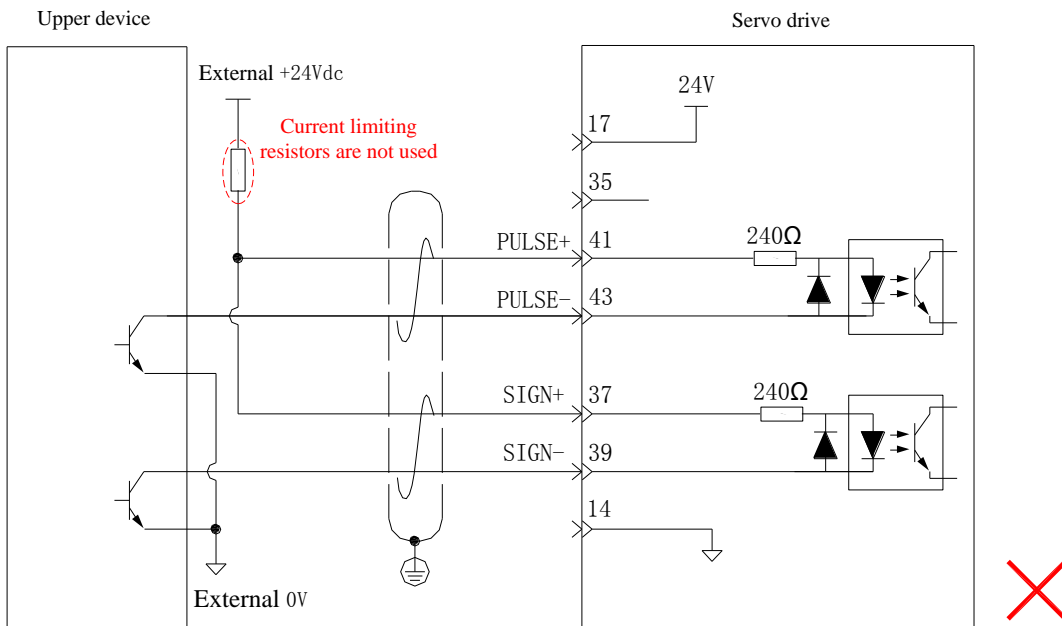 Upper device
Servo drive
External +24Vdc
24V
Current limiting
resistors are not used
17
35
PULSE+
41
240Ω
PULSE-
43
SIGN+
37
240Ω
SIGN-
39
14
External 0V